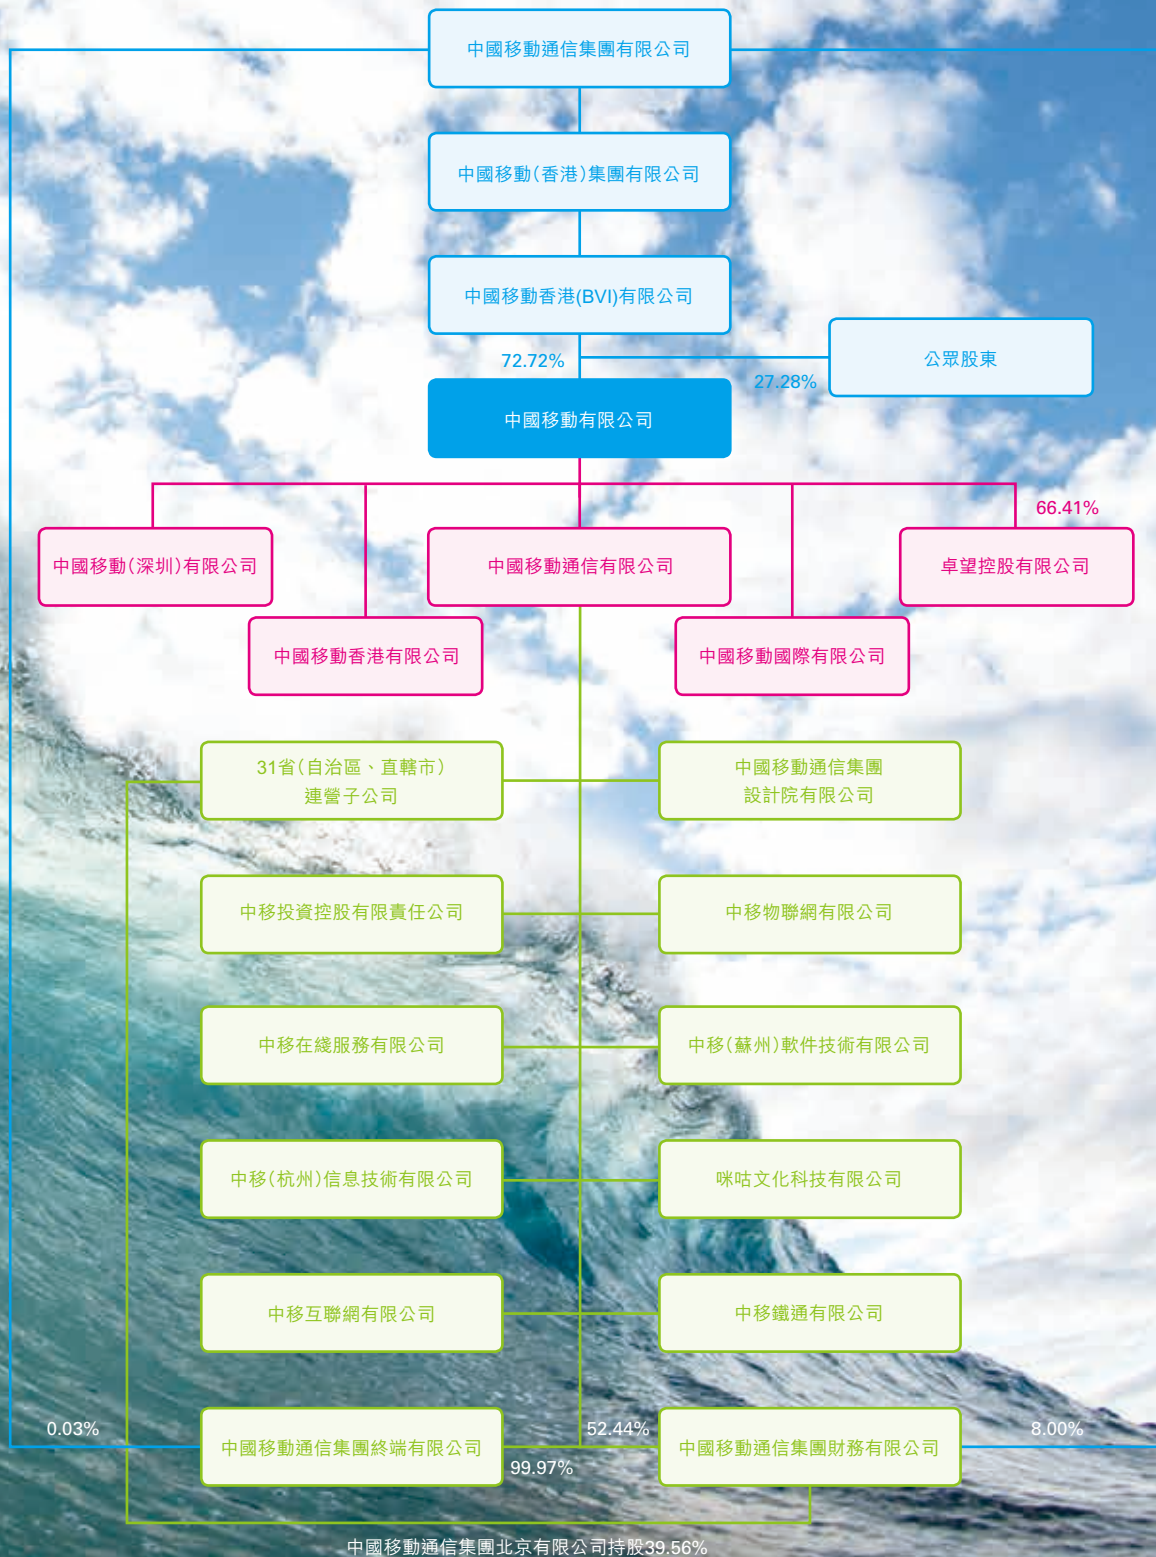 中國移動通信集團有限公司
中國移動(香港)集團有限公司
中國移動香港(BVI)有限公司
72.72%
公眾股東
27.28%
中國移動有限公司
66.41%
中國移動(深圳)有限公司
中國移動通信有限公司
卓望控股有限公司
中國移動香港有限公司
中國移動國際有限公司
31省(自治區、直轄市)
連營子公司
中國移動通信集團
設計院有限公司
中移投資控股有限責任公司
中移物聯網有限公司
中移在綫服務有限公司
中移(蘇州)軟件技術有限公司
中移(杭州)信息技術有限公司
咪咕文化科技有限公司
中移互聯網有限公司
中移鐵通有限公司
0.03%
中國移動通信集團終端有限公司
52.44%
99.97%
中國移動通信集團財務有限公司
8.00%
中國移動通信集團北京有限公司持股39.56%